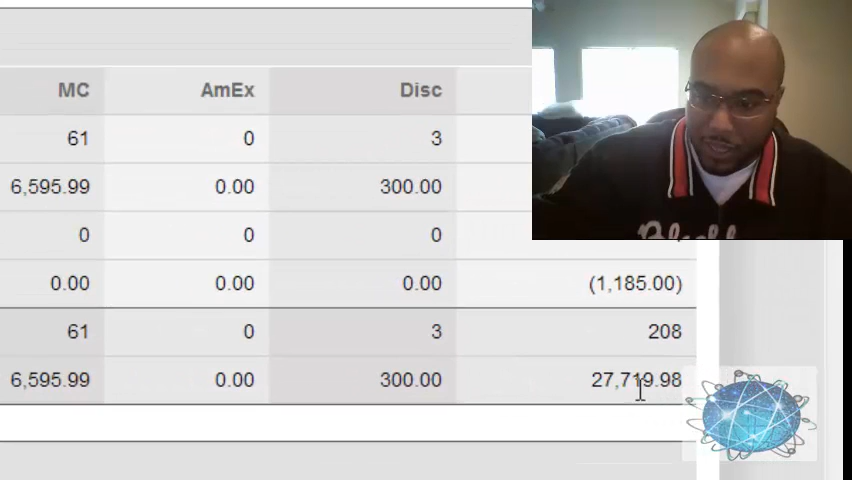 MC AmEx Disc
61 0 3
6,595.99 0.00 300.00
0 0 0
0.00 0.00 0.00 (1,185.00)
61 0 3 208
6,595.99 0.00 300.00 27,719.98